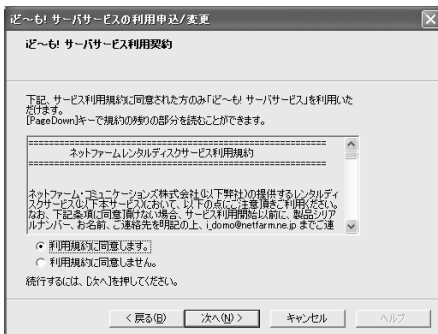 iど〜も! サーバサービスの利用申込/変更
iど〜も! サーバサービス利用契約
下記、サービス利用規約に同意された方のみ「iど〜も! サーバサービス」を利用いた
だけます。
[PageDown]キーで規約の残りの部分を読むことができます。
====================================================
ネットファームレンタルディスクサービス利用規約
====================================================
ネットファーム・コミュニケーションズ株式会社(以下弊社)の提供するレンタルディ
スクサービス(以下本サービス)において、以下の点にご注意頂きご利用ください。
なお、下記条項に同意頂けない場合、サービス利用開始以前に、製品シリア
ルナンバー、お名前、ご連絡先を明記の上、i_domo@netfarm.ne.jp までご連
利用規約に同意します。
利用規約に同意しません。
続行するには、[次へ]を押してください。
< 戻る(B)
次へ(N) >
キャンセル
ヘルプ